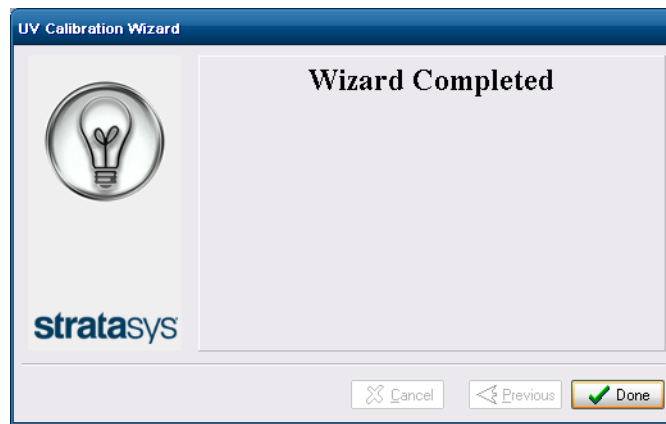 UV Calibration Wizard
Wizard Completed
stratasys
Cancel
Previous
Done